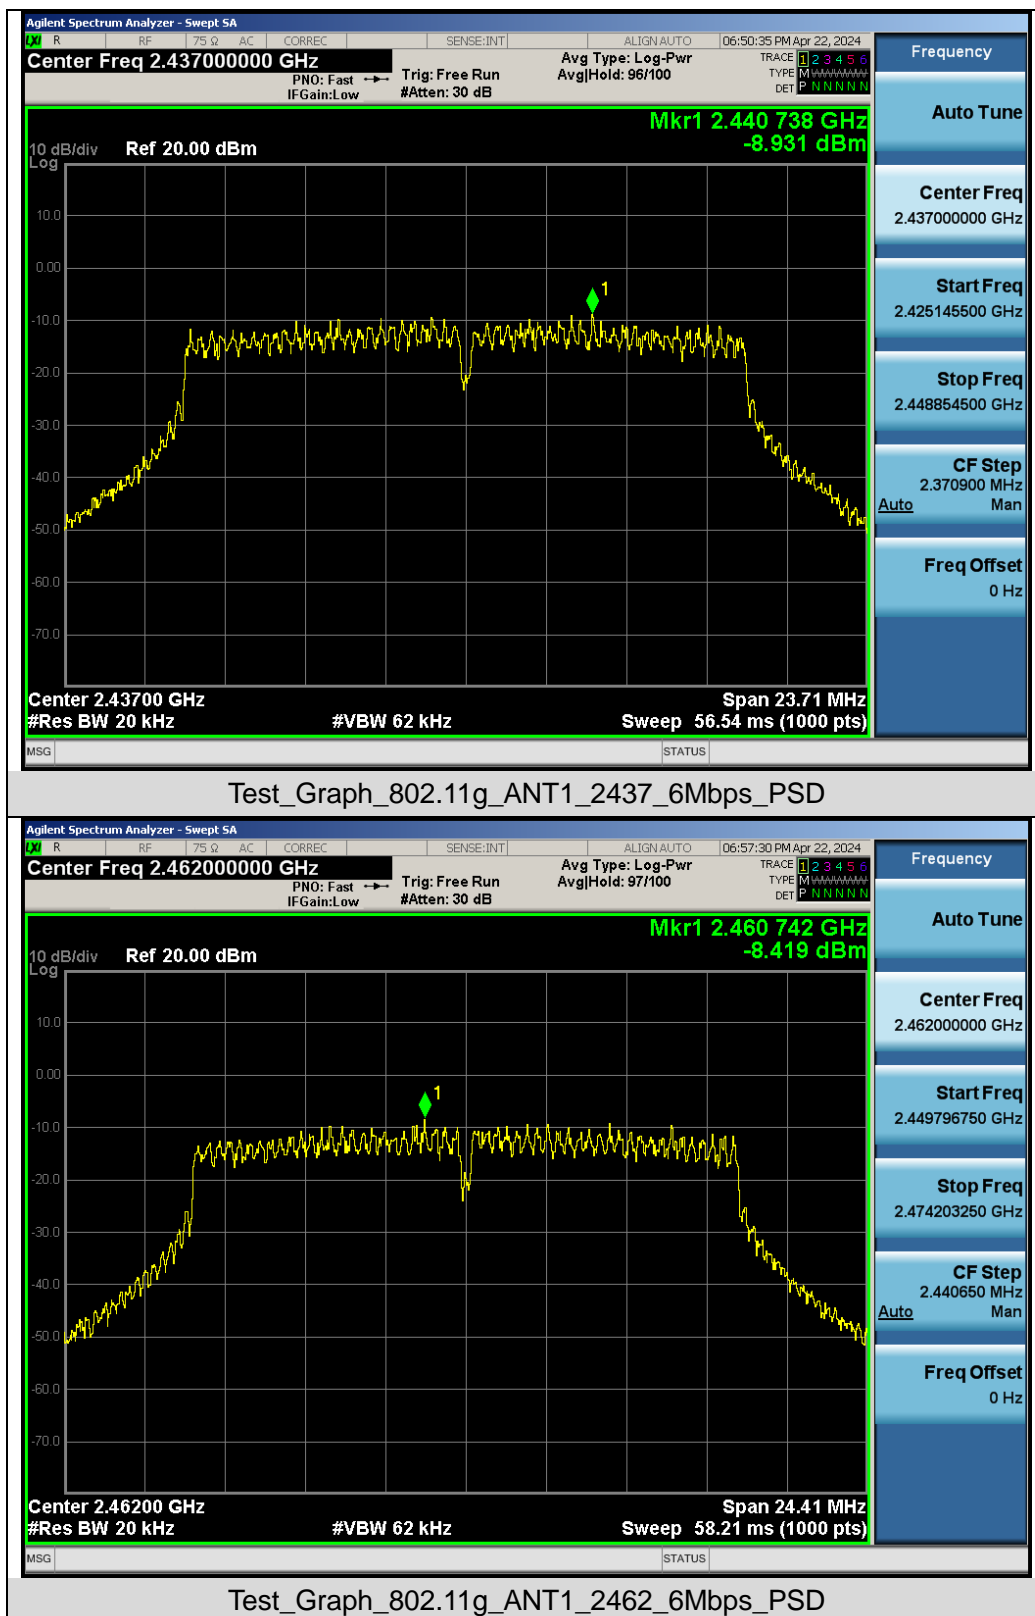 Agilent Spectrum Analyzer - Swept SA
LXI R RF 75 Ω AC CORREC SENSE:INT ALIGN AUTO 06:50:35 PM Apr 22, 2024
Center Freq 2.437000000 GHz
PNO: Fast
IFGain:Low
Trig: Free Run
#Atten: 30 dB
Avg Type: Log-Pwr
Avg|Hold: 96/100
TRACE 1 2 3 4 5 6
TYPE M WWWWW
DET P N N N N N
Mkr1 2.440 738 GHz
-8.931 dBm
10 dB/div Ref 20.00 dBm
Log
10.0
0.00
-10.0
-20.0
-30.0
-40.0
-50.0
-60.0
-70.0
1
Center 2.43700 GHz Span 23.71 MHz
#Res BW 20 kHz #VBW 62 kHz Sweep 56.54 ms (1000 pts)
MSG STATUS
Frequency
Auto Tune
Center Freq
2.437000000 GHz
Start Freq
2.425145500 GHz
Stop Freq
2.448854500 GHz
CF Step
2.370900 MHz
Auto Man
Freq Offset
0 Hz
Test_Graph_802.11g_ANT1_2437_6Mbps_PSD
Agilent Spectrum Analyzer - Swept SA
LXI R RF 75 Ω AC CORREC SENSE:INT ALIGN AUTO 06:57:30 PM Apr 22, 2024
Center Freq 2.462000000 GHz
PNO: Fast
IFGain:Low
Trig: Free Run
#Atten: 30 dB
Avg Type: Log-Pwr
Avg|Hold: 97/100
TRACE 1 2 3 4 5 6
TYPE M WWWWW
DET P N N N N N
Mkr1 2.460 742 GHz
-8.419 dBm
10 dB/div Ref 20.00 dBm
Log
10.0
0.00
-10.0
-20.0
-30.0
-40.0
-50.0
-60.0
-70.0
1
Center 2.46200 GHz Span 24.41 MHz
#Res BW 20 kHz #VBW 62 kHz Sweep 58.21 ms (1000 pts)
MSG STATUS
Frequency
Auto Tune
Center Freq
2.462000000 GHz
Start Freq
2.449796750 GHz
Stop Freq
2.474203250 GHz
CF Step
2.440650 MHz
Auto Man
Freq Offset
0 Hz
Test_Graph_802.11g_ANT1_2462_6Mbps_PSD